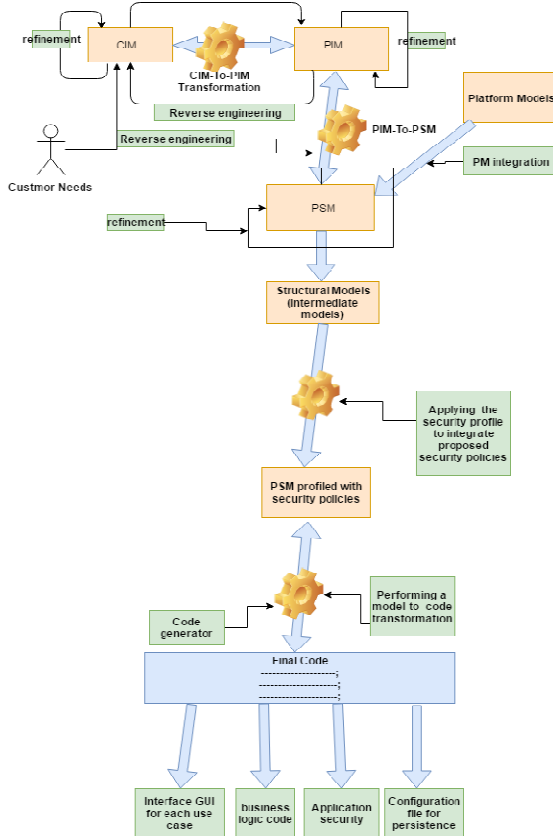 refinement
CIM
PIM
refinement
CIM-To-PIM
Transformation
Reverse engineering
Reverse engineering
PIM-To-PSM
Platform Models
PM integration
Custmor Needs
PSM
refinement
Structural Models
(Intermediate
models)
Applying the
security profile
to integrate
proposed
security policies
PSM profiled with
security policies
Performing a
model to code
transformation
Code
generator
Final Code
---------------------;
----------------------;
----------------------;
Interface GUI
for each use
case
business
logic code
Application
security
Configuration
file for
persistence